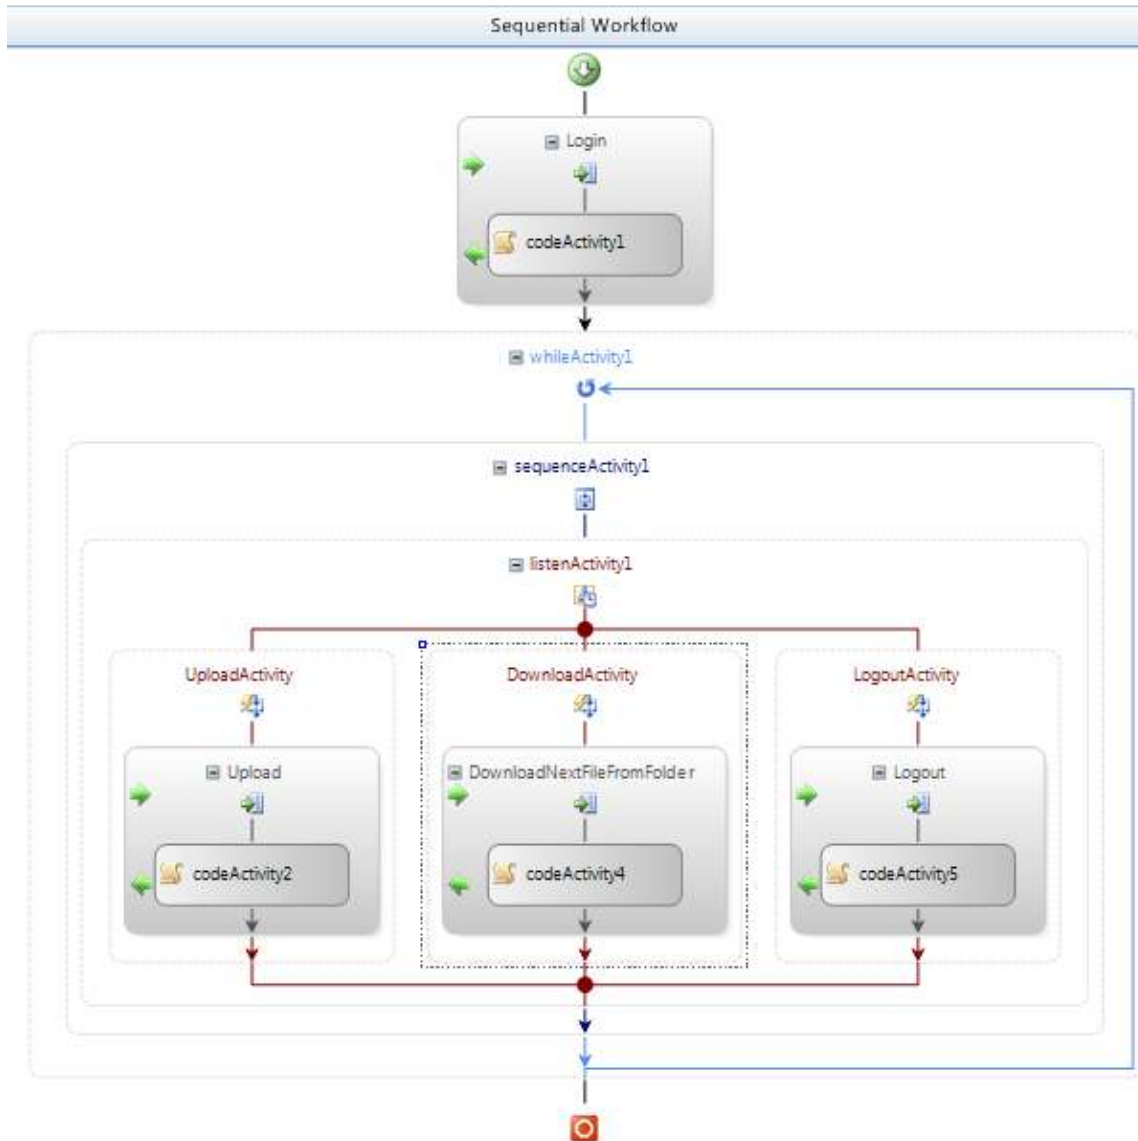 Sequential Workflow
Login
codeActivity1
whileActivity1
sequenceActivity1
listenActivity1
UploadActivity
DownloadActivity
LogoutActivity
Upload
DownloadNextFileFromFolder
Logout
codeActivity2
codeActivity4
codeActivity5